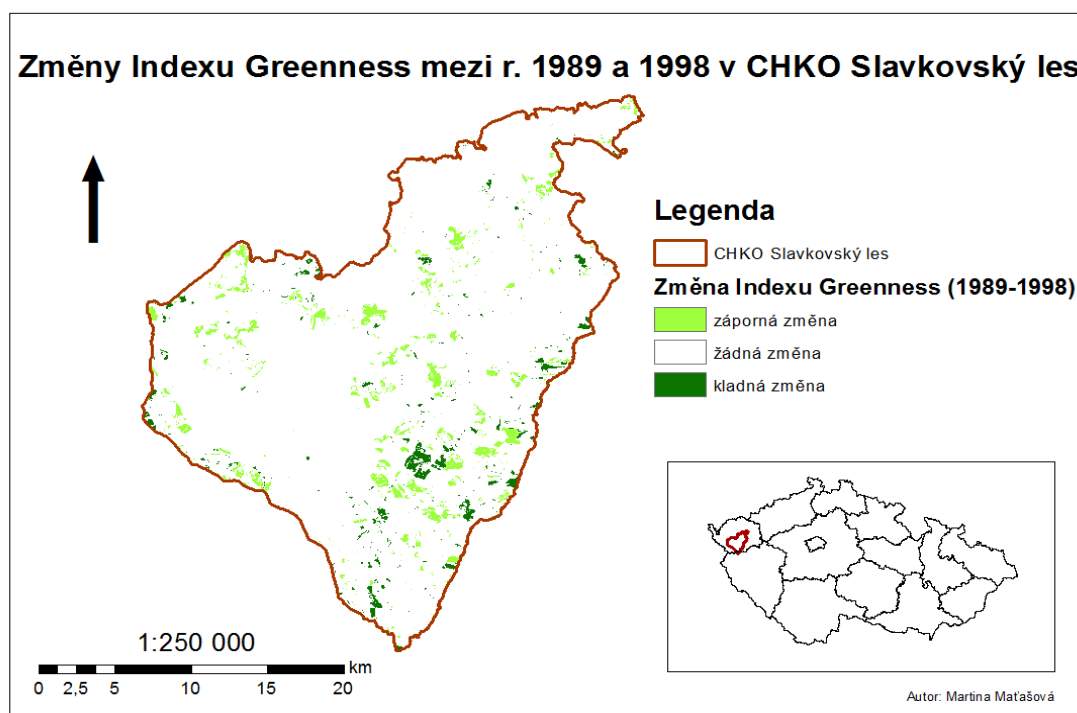 Změny Indexu Greenness mezi r. 1989 a 1998 v CHKO Slavkovský les
Legenda
CHKO Slavkovský les
Změna Indexu Greenness (1989-1998)
záporná změna
žádná změna
kladná změna
1:250 000
km
0 2,5 5 10 15 20
Autor: Martina Maťašová